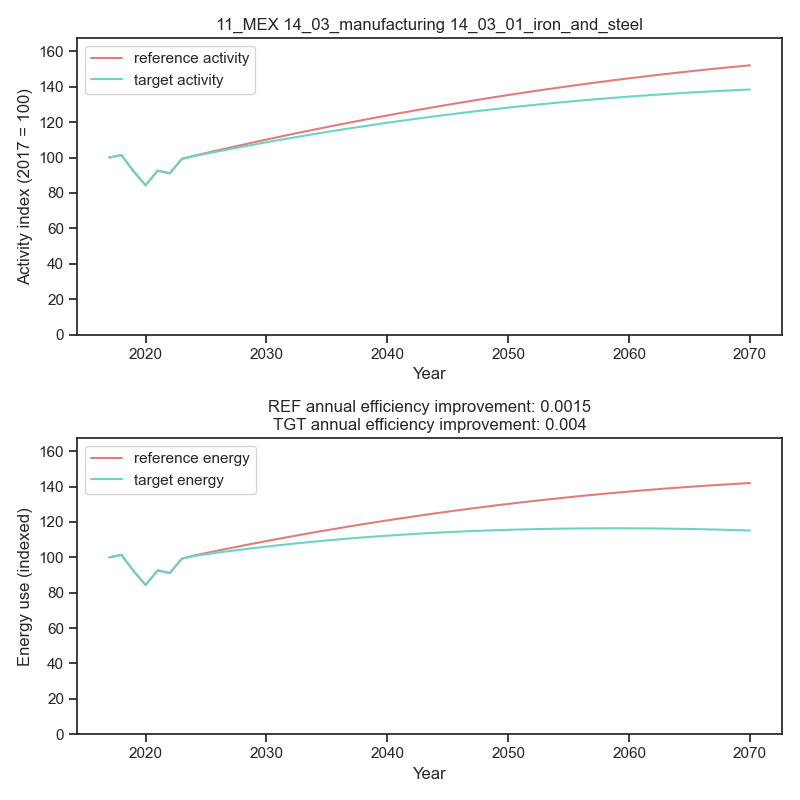 11_MEX 14_03_manufacturing 14_03_01_iron_and_steel
160
140
120
100
80
60
40
20
0
Activity index (2017 = 100)
reference activity
target activity
2020
2030
2040
2050
2060
2070
Year
REF annual efficiency improvement: 0.0015
TGT annual efficiency improvement: 0.004
160
140
120
100
80
60
40
20
0
Energy use (indexed)
reference energy
target energy
2020
2030
2040
2050
2060
2070
Year